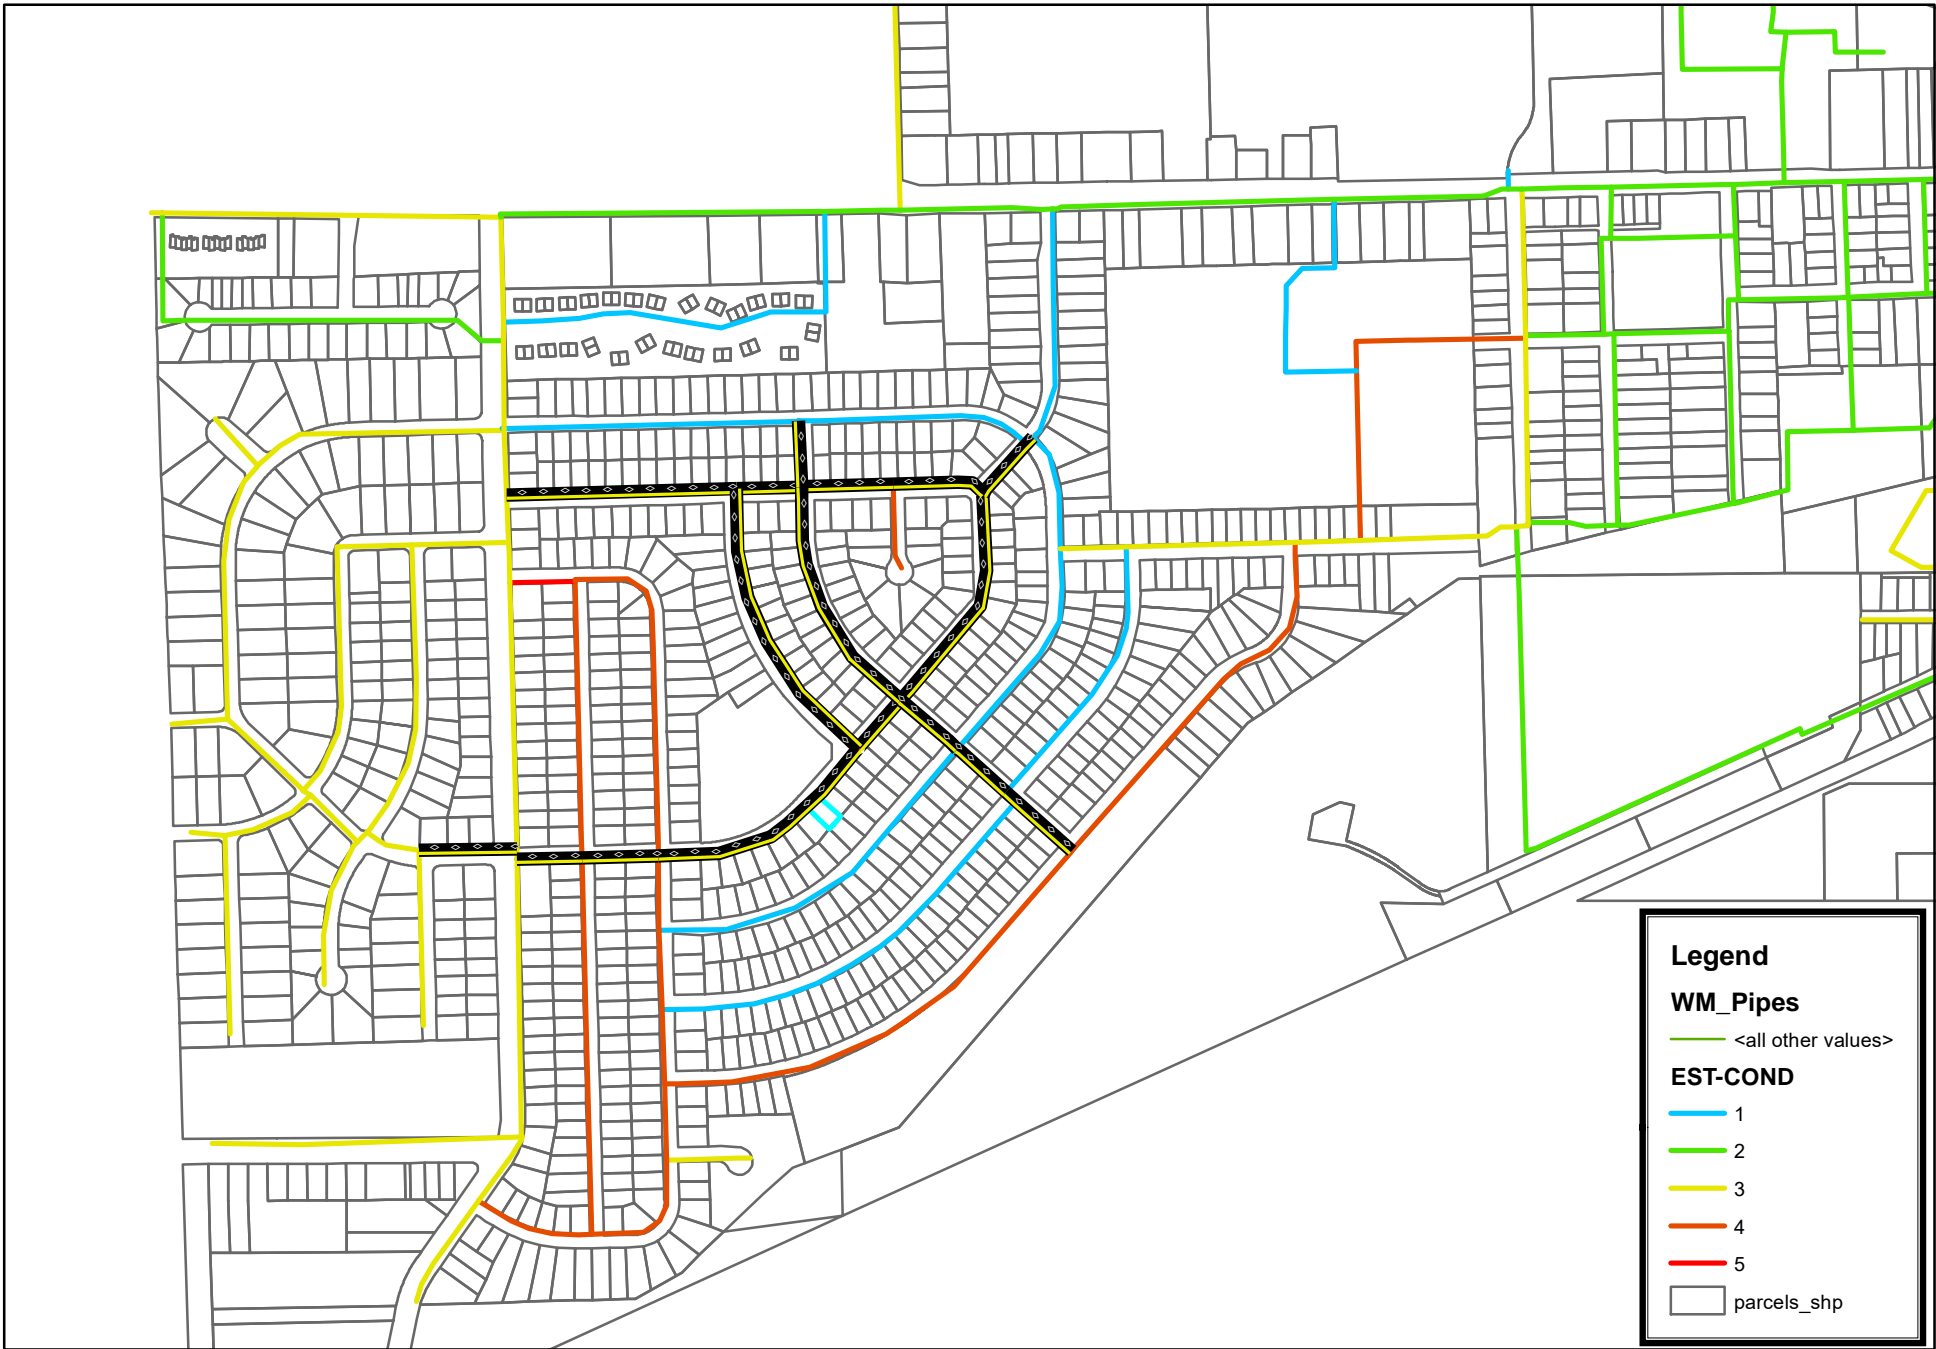 Legend
WM_Pipes
<all other values>
EST-COND
1
2
3
4
5
parcels_shp